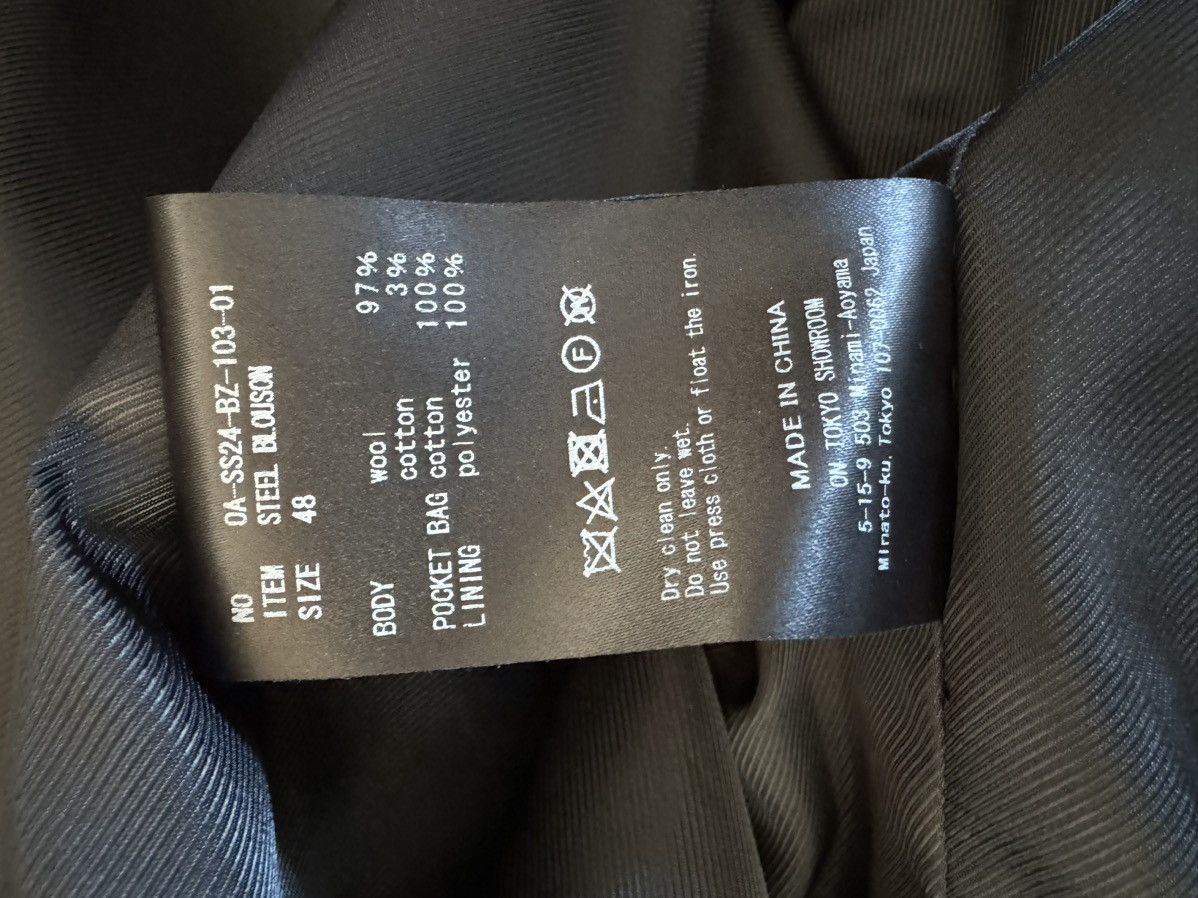 NO OA-SS24-BZ-103-01
ITEM STEEL BLOUSON
SIZE 48
BODY wool 97%
cotton 3%
POCKET BAG cotton 100%
LINING polyester 100%
F W
Dry clean only.
Do not leave wet.
Use press cloth or float the iron.
MADE IN CHINA
ON TOKYO SHOWROOM
5-15-9 503 Minami-Aoyama
Minato-ku, Tokyo 107-0062 Japan